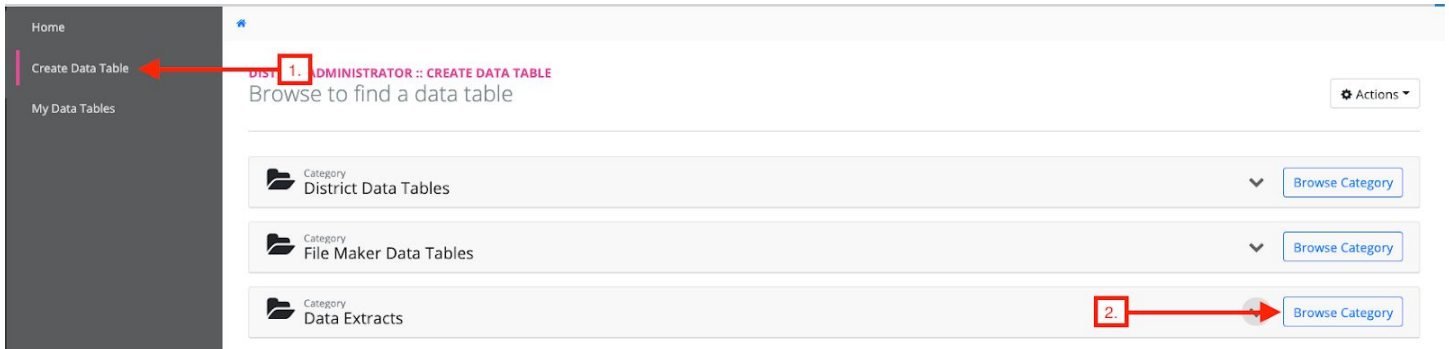 Home
Create Data Table
My Data Tables
1.
DIST ADMINISTRATOR :: CREATE DATA TABLE
Browse to find a data table
Actions
Category
District Data Tables
Browse Category
Category
File Maker Data Tables
Browse Category
Category
Data Extracts
2.
Browse Category